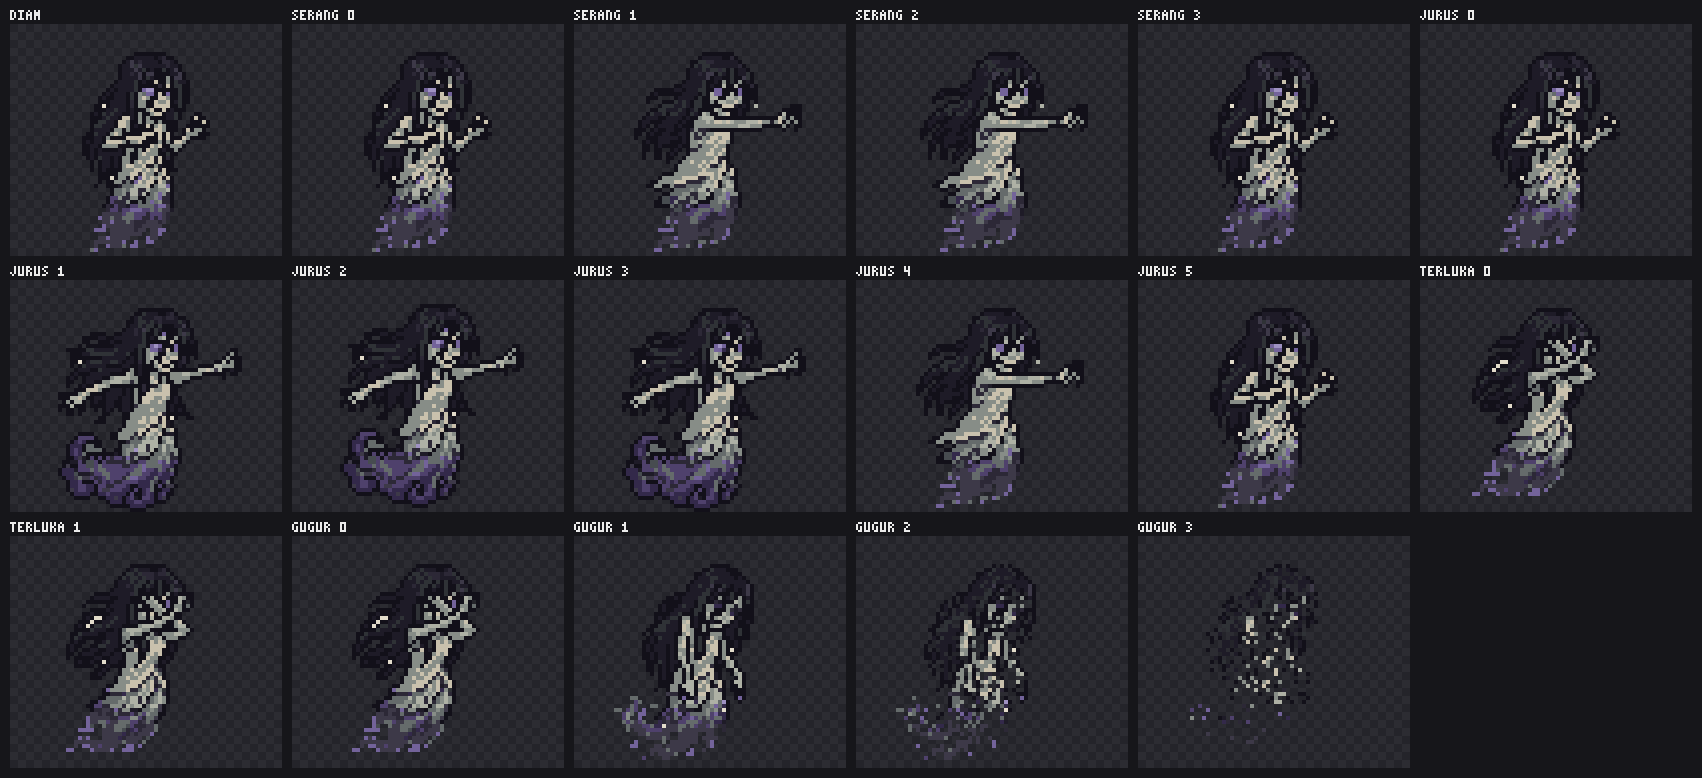 DIAM
SERANG 0
SERANG 1
SERANG 2
SERANG 3
JURUS 0
JURUS 1
JURUS 2
JURUS 3
JURUS 4
JURUS 5
TERLUKA 0
TERLUKA 1
GUGUR 0
GUGUR 1
GUGUR 2
GUGUR 3